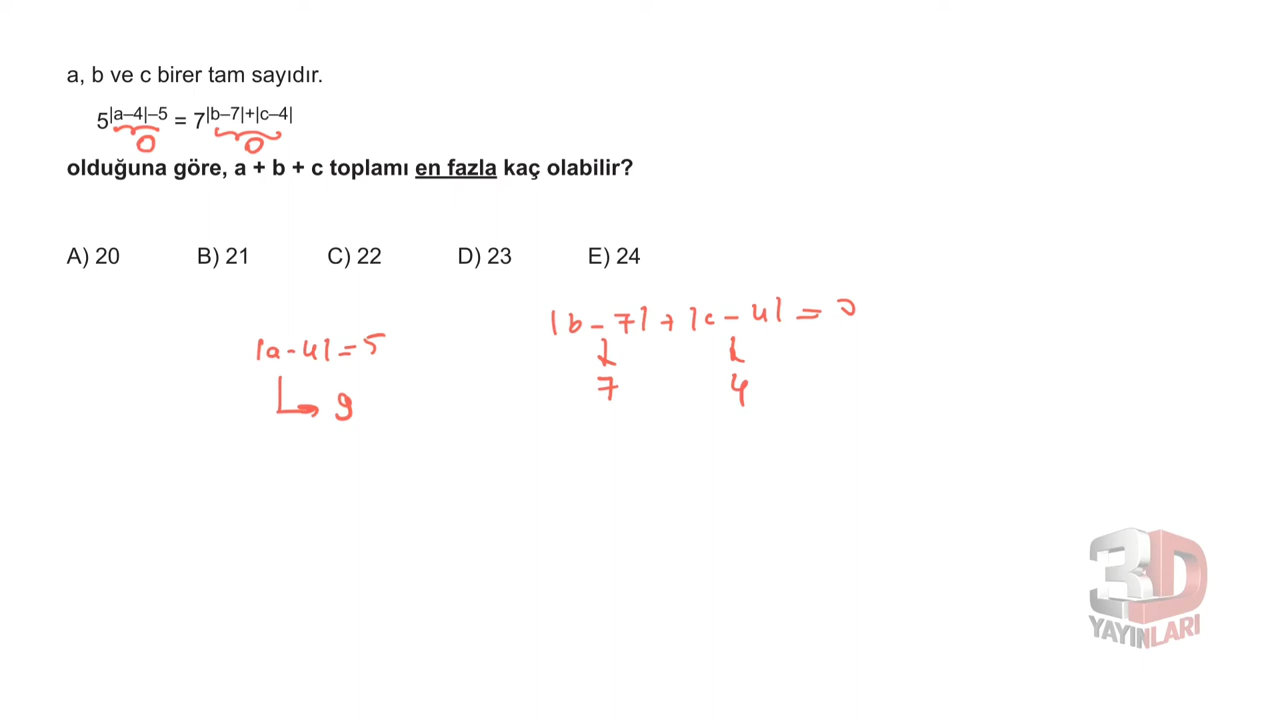 a, b ve c birer tam sayıdır.
5^|a–4|–5 = 7^|b–7|+|c–4|
0 0
olduğuna göre, a + b + c toplamı en fazla kaç olabilir?
A) 20 B) 21 C) 22 D) 23 E) 24
|b - 7| + |c - 4| = 0
|a - 4| = 5
7 4
9
3D
YAYINLARI